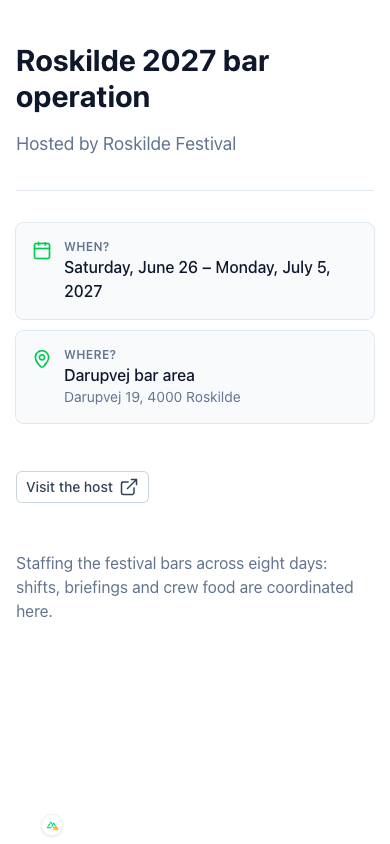 Roskilde 2027 bar
operation
Hosted by Roskilde Festival
WHEN?
Saturday, June 26 – Monday, July 5,
2027
WHERE?
Darupvej bar area
Darupvej 19, 4000 Roskilde
Visit the host
Staffing the festival bars across eight days:
shifts, briefings and crew food are coordinated
here.